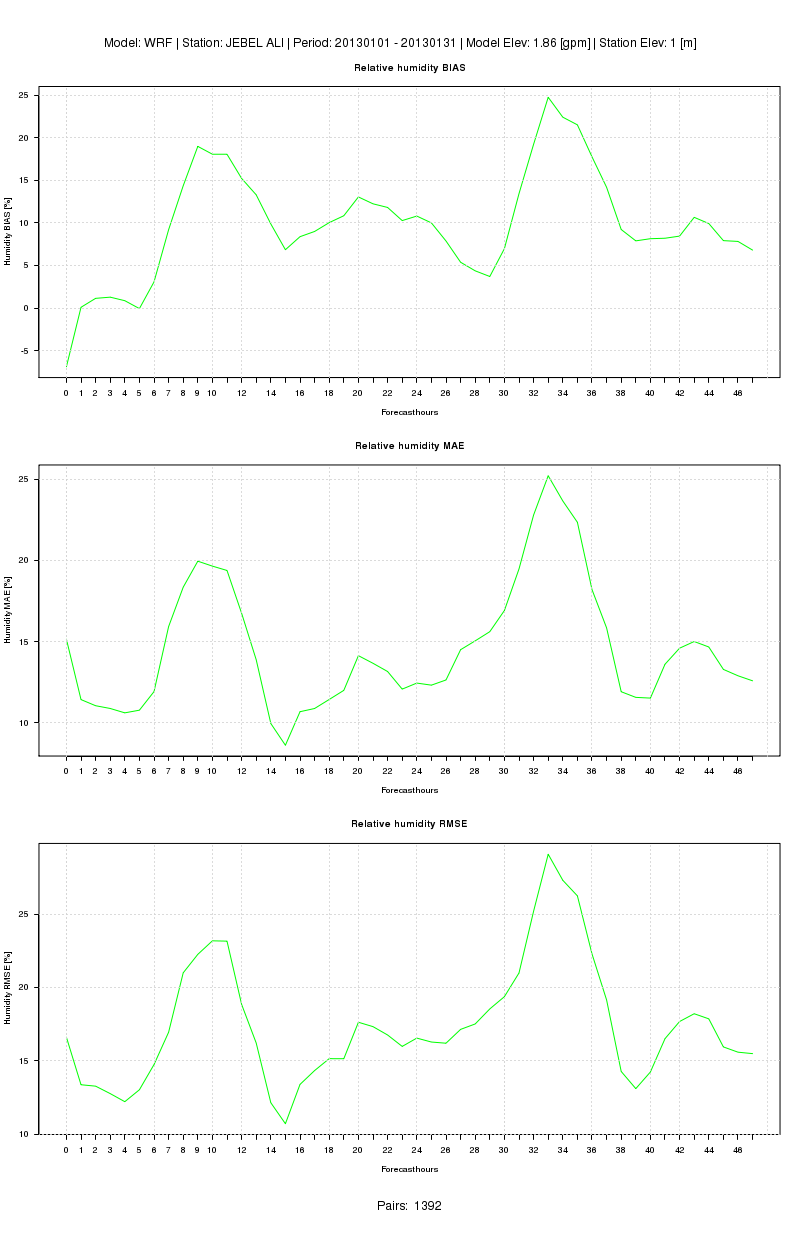 Model: WRF | Station: JEBEL ALI | Period: 20130101 - 20130131 | Model Elev: 1.86 [gpm] | Station Elev: 1 [m]
Relative humidity BIAS
25
20
15
10
5
0
-5
Humidity BIAS [%]
0 1 2 3 4 5 6 7 8 9 10 12 14 16 18 20 22 24 26 28 30 32 34 36 38 40 42 44 46
Forecasthours
Relative humidity MAE
25
20
15
10
Humidity MAE [%]
0 1 2 3 4 5 6 7 8 9 10 12 14 16 18 20 22 24 26 28 30 32 34 36 38 40 42 44 46
Forecasthours
Relative humidity RMSE
25
20
15
10
Humidity RMSE [%]
0 1 2 3 4 5 6 7 8 9 10 12 14 16 18 20 22 24 26 28 30 32 34 36 38 40 42 44 46
Forecasthours
Pairs: 1392